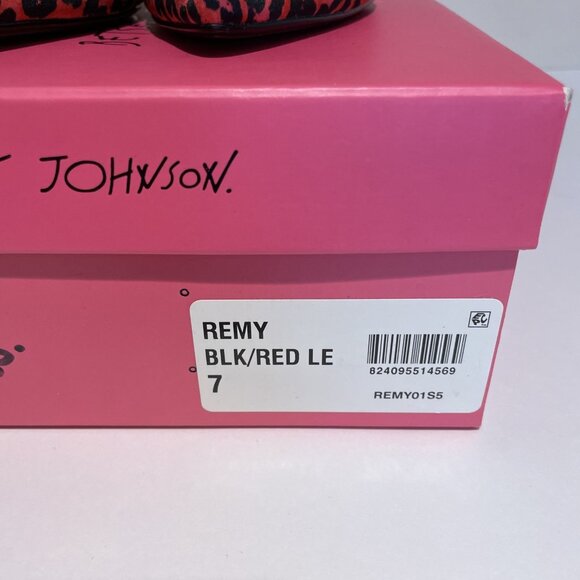 JOHNSON.
REMY
BLK/RED LE
7
824095514569
REMY01S5